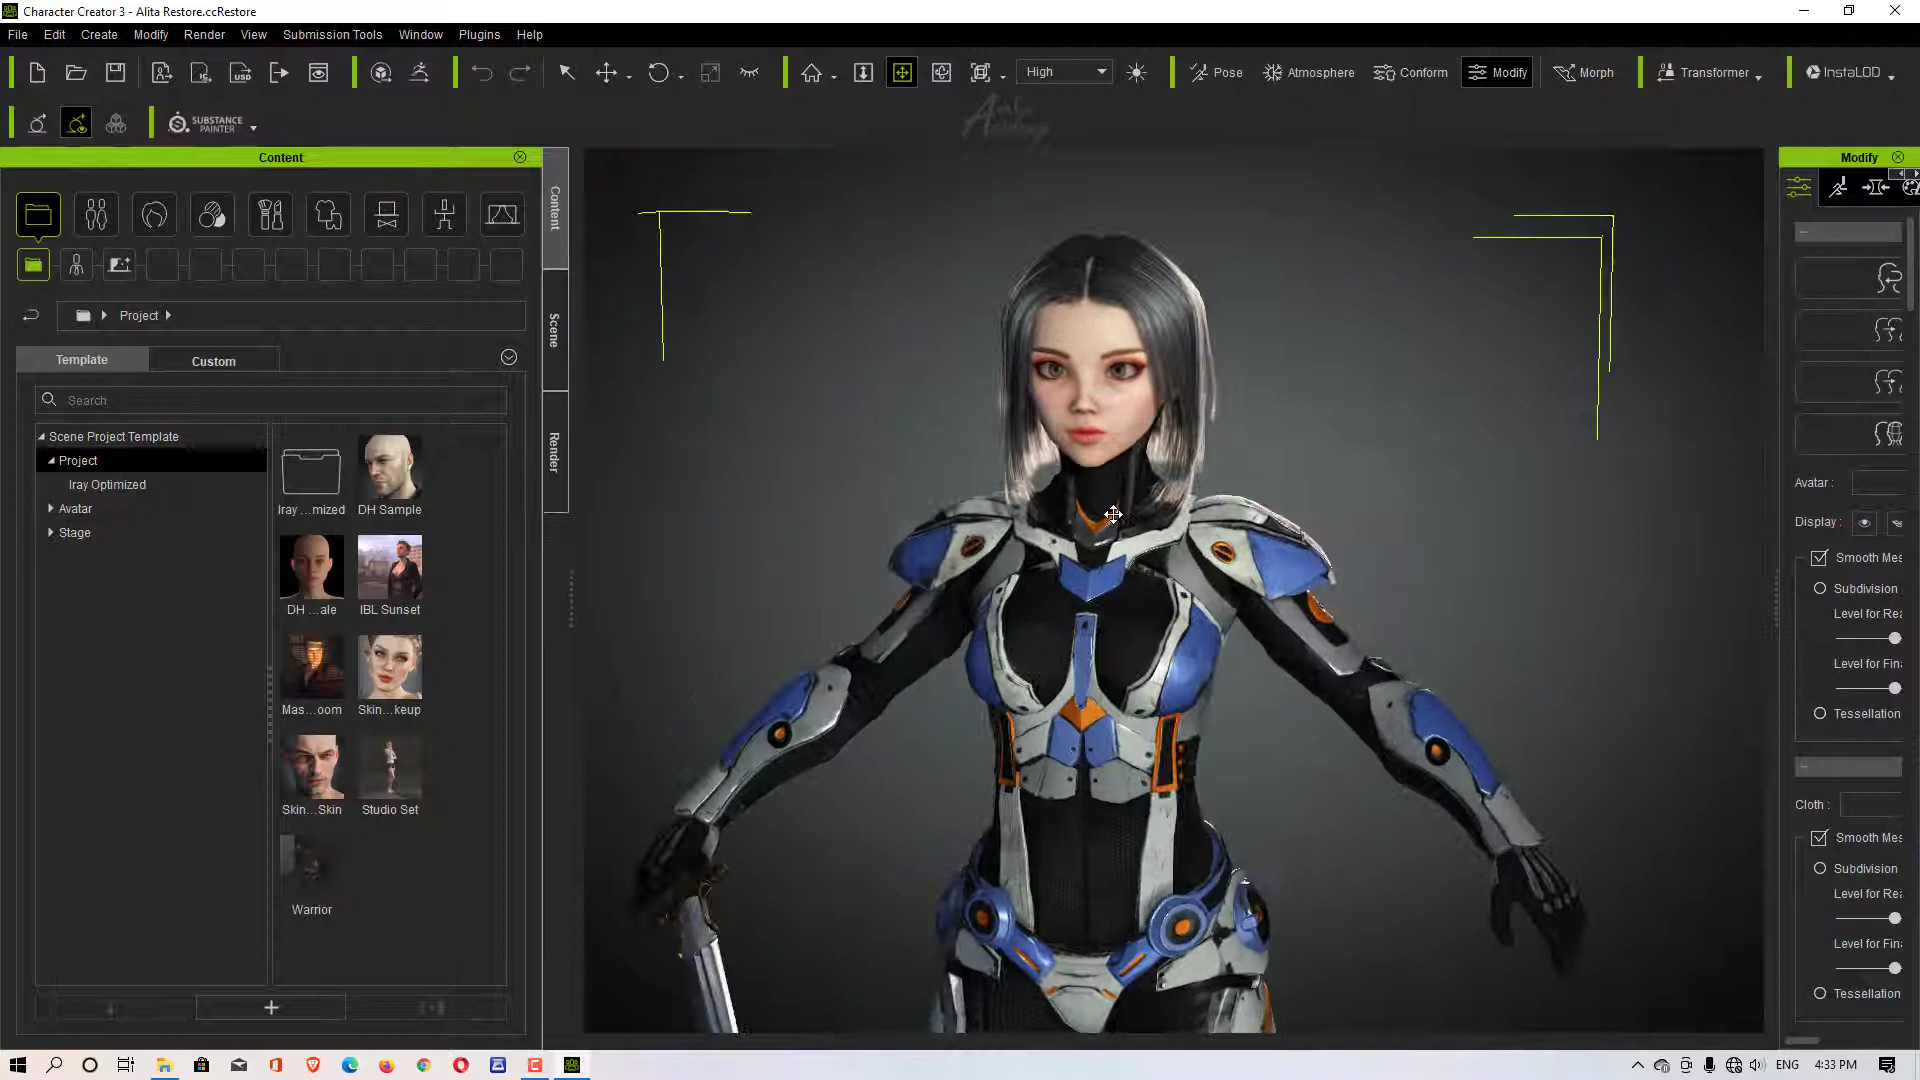 Character Creator 3 - Alita Restore.ccRestore
File Edit Create Modify Render View Submission Tools Window Plugins Help
IC USD High Pose Atmosphere Conform Modify Morph Transformer InstaLOD
SUBSTANCE
PAINTER
Content
Modify
Content
Scene
Render
Project
Template Custom
Search
Scene Project Template
Project
Iray Optimized
Avatar
Stage
Iray ...mized DH Sample
DH ...ale IBL Sunset
Mas...oom Skin...keup
Skin...Skin Studio Set
Warrior
Avatar :
Display :
Smooth Mes
Subdivision
Level for Rea
Level for Fina
Tessellation
Cloth :
Smooth Mes
Subdivision
Level for Rea
Level for Fina
Tessellation
ENG 4:33 PM